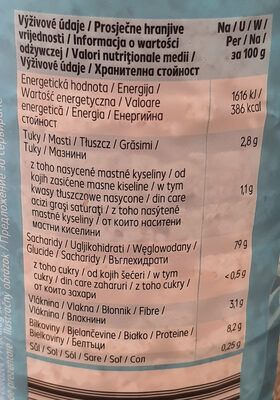 Výživové údaje / Prosječne hranjive
vrijednosti / Informacja o wartości
odżywczej / Valori nutriționale medii /
Výživové údaje / Хранителна стойност
Na / U / W /
Per / Na /
за 100 g
Energetická hodnota / Energija /
Wartość energetyczna / Valoare
energetică / Energia / Енергийна
стойност
1616 kJ /
386 kcal
Tuky / Masti / Tłuszcz / Grăsimi /
Tuky / Мазнини
2,8 g
z toho nasycené mastné kyseliny / od
kojih zasićene masne kiseline / w tym
kwasy tłuszczowe nasycone / din care
acizi grași saturați / z toho nasýtené
mastné kyseliny / от които наситени
мастни киселини
1,1 g
Sacharidy / Ugljikohidrati / Węglowodany /
Glucide / Sacharidy / Въглехидрати
79 g
z toho cukry / od kojih šećeri / w tym
cukry / din care zaharuri / z toho cukry
/ от които захари
<0,5 g
Vláknina / Vlakna / Błonnik / Fibre /
Vláknina / Влакнини
3,1 g
Bílkoviny / Bjelančevine / Białko / Proteine /
Bielkoviny / Белтъци
8,2 g
Sůl / Sol / Sól / Sare / Soľ / Сол
0,25 g